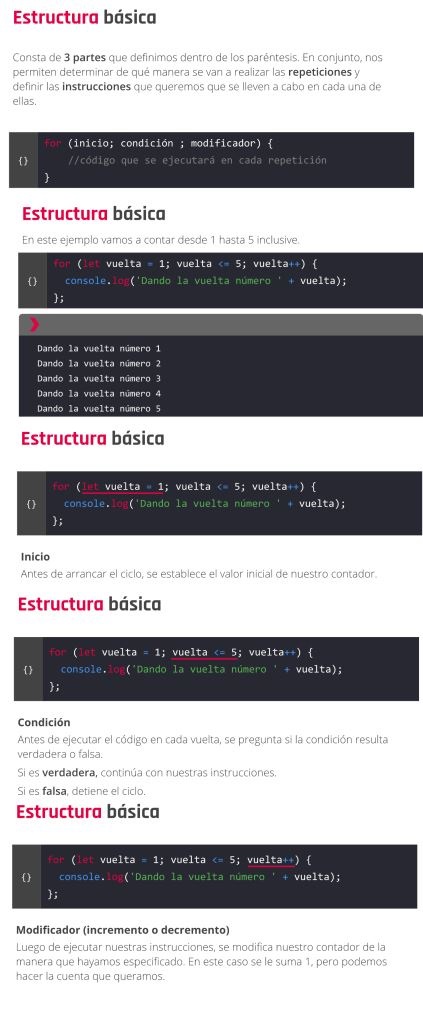 Estructura básica
Consta de 3 partes que definimos dentro de los paréntesis. En conjunto, nos
permiten determinar de qué manera se van a realizar las repeticiones y
definir las instrucciones que queremos que se lleven a cabo en cada una de
ellas.
for (inicio; condición ; modificador) {
{}
//código que se ejecutará en cada repetición
}
Estructura básica
En este ejemplo vamos a contar desde 1 hasta 5 inclusive.
for (let vuelta = 1; vuelta <= 5; vuelta++) {
{}
console.log('Dando la vuelta número ' + vuelta);
};
Dando la vuelta número 1
Dando la vuelta número 2
Dando la vuelta número 3
Dando la vuelta número 4
Dando la vuelta número 5
Estructura básica
for (let vuelta = 1; vuelta <= 5; vuelta++) {
{}
console.log('Dando la vuelta número ' + vuelta);
};
Inicio
Antes de arrancar el ciclo, se establece el valor inicial de nuestro contador.
Estructura básica
for (let vuelta = 1; vuelta <= 5; vuelta++) {
{}
console.log('Dando la vuelta número ' + vuelta);
};
Condición
Antes de ejecutar el código en cada vuelta, se pregunta si la condición resulta
verdadera o falsa.
Si es verdadera, continúa con nuestras instrucciones.
Si es falsa, detiene el ciclo.
Estructura básica
for (let vuelta = 1; vuelta <= 5; vuelta++) {
{}
console.log('Dando la vuelta número ' + vuelta);
};
Modificador (incremento o decremento)
Luego de ejecutar nuestras instrucciones, se modifica nuestro contador de la
manera que hayamos especificado. En este caso se le suma 1, pero podemos
hacer la cuenta que queramos.